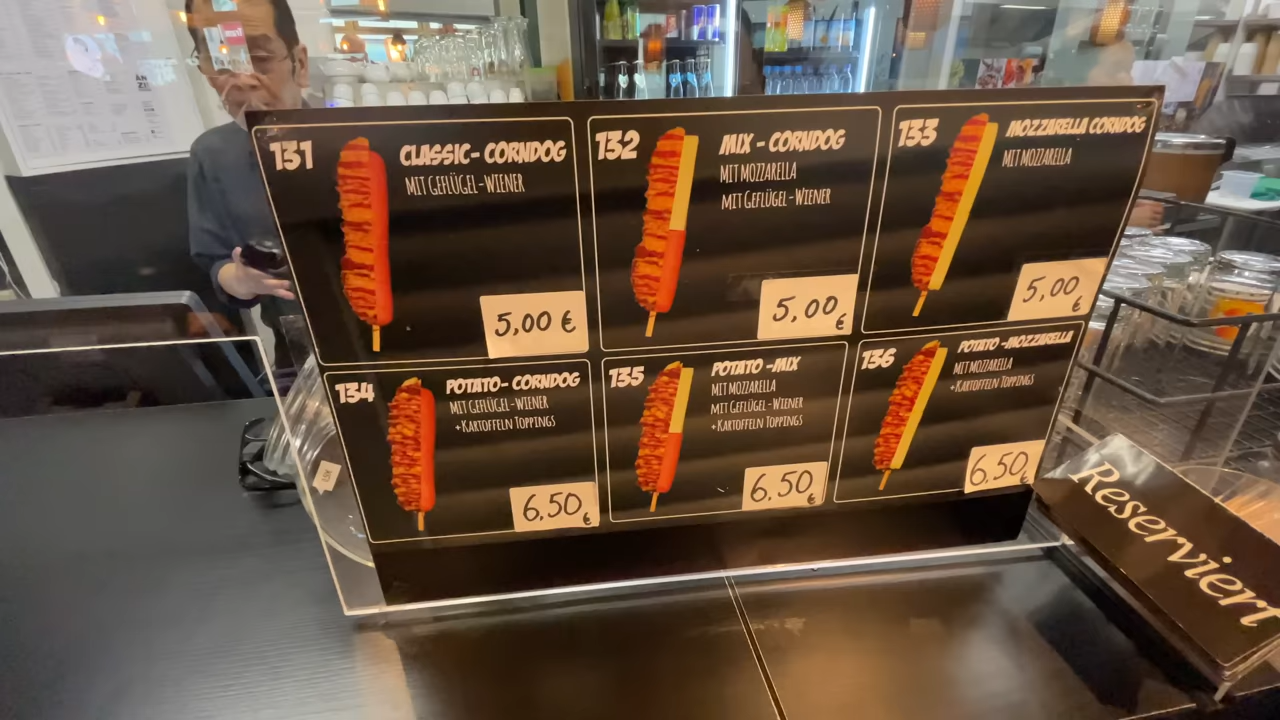 131
CLASSIC-CORNDOG
MIT GEFLÜGEL-WIENER
5,00 €
132
MIX - CORNDOG
MIT MOZZARELLA
MIT GEFLÜGEL-WIENER
5,00 €
133
MOZZARELLA CORNDOG
MIT MOZZARELLA
5,00 €
134
POTATO- CORNDOG
MIT GEFLÜGEL-WIENER
+KARTOFFELN TOPPINGS
6,50 €
135
POTATO -MIX
MIT MOZZARELLA
MIT GEFLÜGEL-WIENER
+KARTOFFELN TOPPINGS
6,50 €
136
POTATO -MOZZARELLA
MIT MOZZARELLA
+KARTOFFELN TOPPINGS
6,50 €
Reserviert